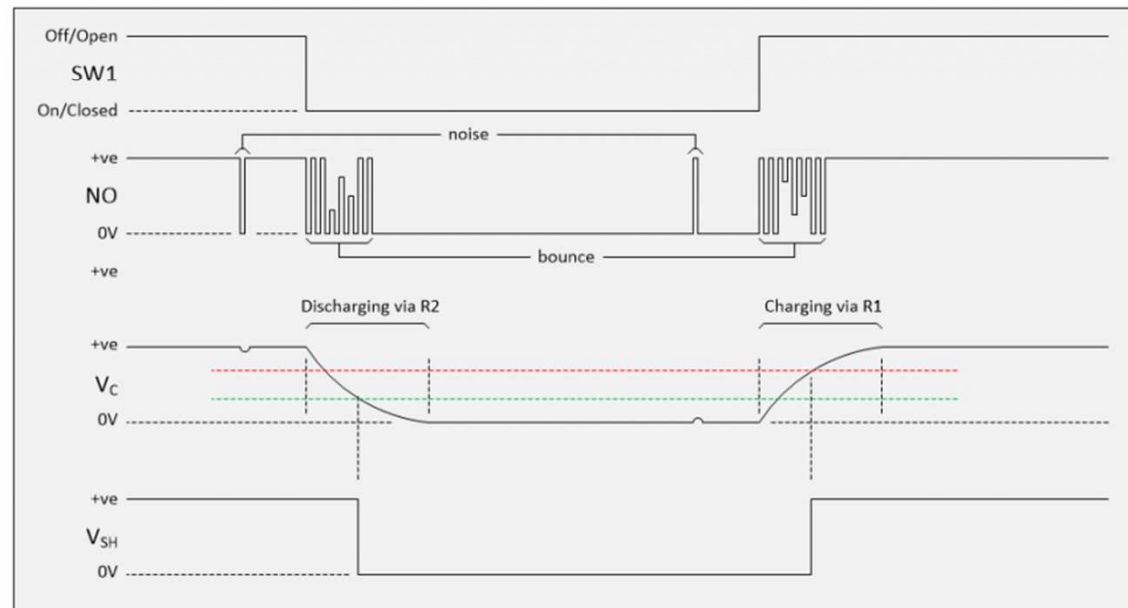 Off/Open
SW1
On/Closed
noise
+ve
NO
0V
bounce
+ve
Discharging via R2
Charging via R1
+ve
VC
0V
+ve
VSH
0V